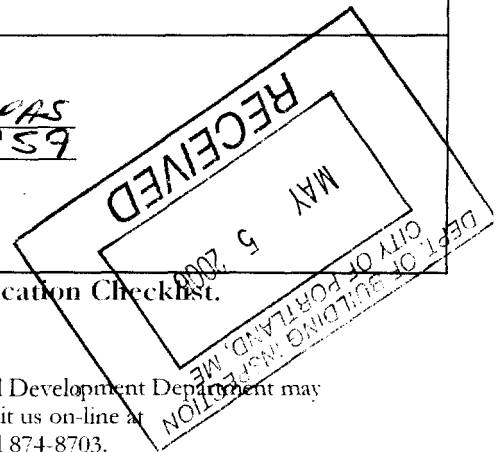 RECEIVED
MAY 5
DEPT. OF BUILDING INSPECTION
CITY OF PORTLAND, ME
cation Checklist.
l Development Department may
it us on-line at
l 874-8703.